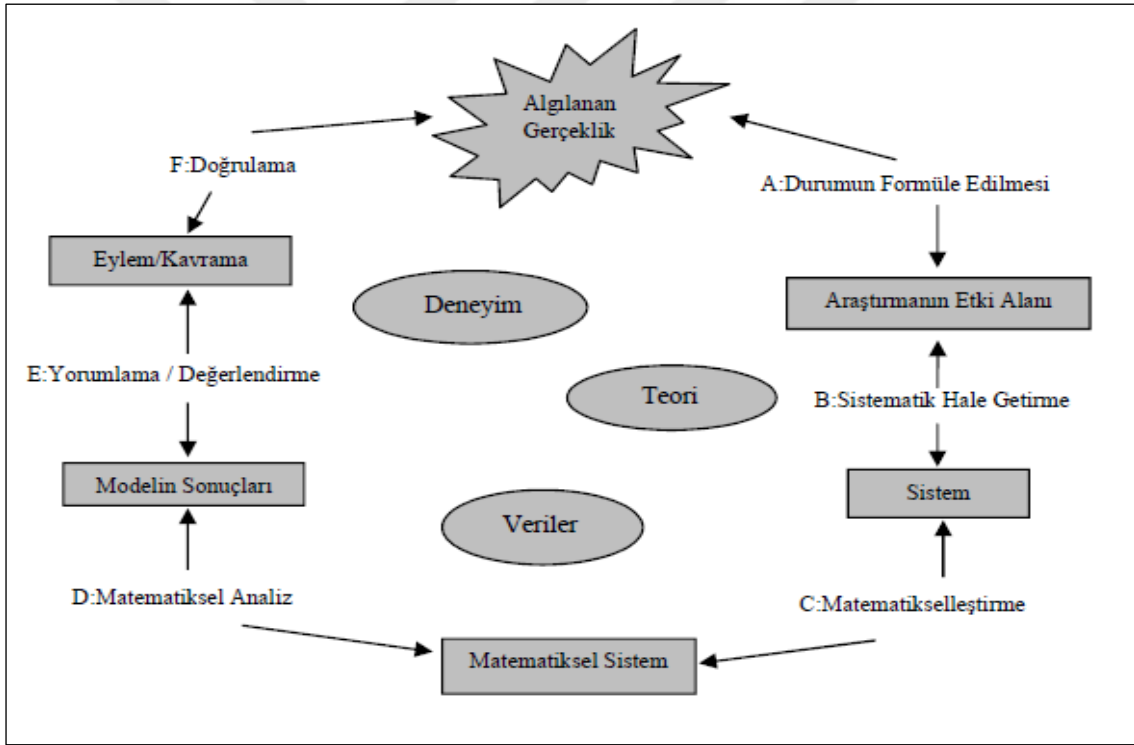 Algılanan
Gerçeklik
F:Doğrulama
A:Durumun Formüle Edilmesi
Eylem/Kavrama
Deneyim
Araştırmanın Etki Alanı
E:Yorumlama / Değerlendirme
Teori
B:Sistematik Hale Getirme
Modelin Sonuçları
Sistem
Veriler
D:Matematiksel Analiz
C:Matematikselleştirme
Matematiksel Sistem